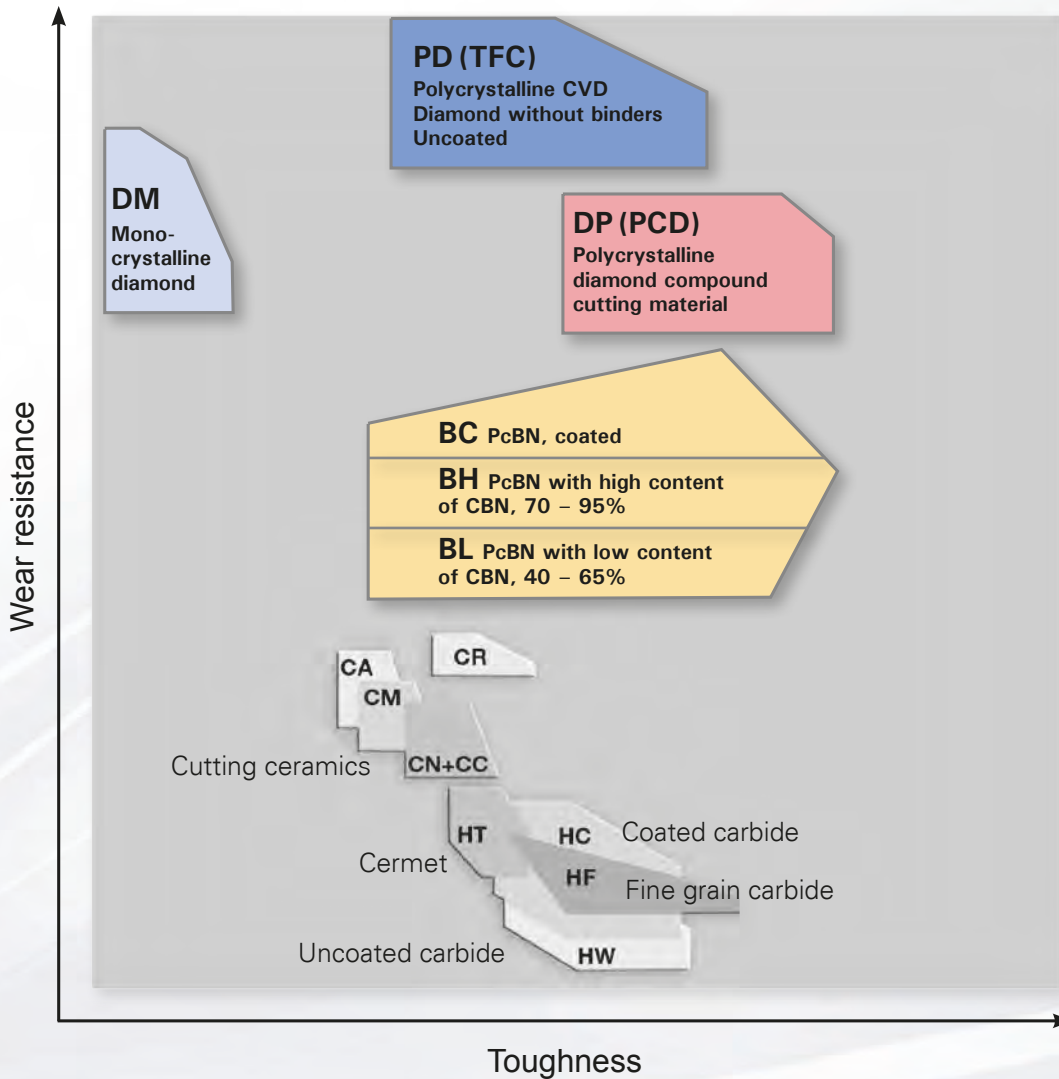 PD (TFC)
Polycrystalline CVD
Diamond without binders
Uncoated
DM
Mono-
crystalline
diamond
DP (PCD)
Polycrystalline
diamond compound
cutting material
BC PcBN, coated
BH PcBN with high content
of CBN, 70 – 95%
BL PcBN with low content
of CBN, 40 – 65%
Wear resistance
CR
CA
CM
CN+CC
Cutting ceramics
HT
HC
Coated carbide
Cermet
HF
Fine grain carbide
Uncoated carbide
HW
Toughness